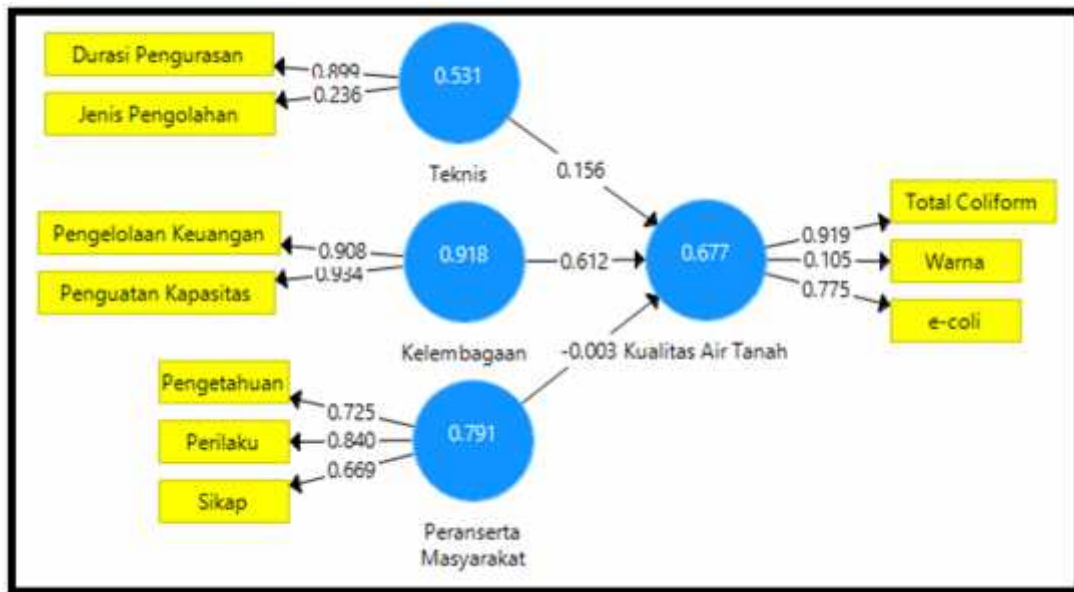 Durasi Pengurasan
0.899
0.531
Jenis Pengolahan
0.236
Teknis
0.156
Total Coliform
Pengelolaan Keuangan
0.908
0.918
0.612
0.677
0.919
0.105
Warna
Penguatan Kapasitas
0.934
0.775
e-coli
Kelembagaan
-0.003 Kualitas Air Tanah
Pengetahuan
0.725
0.791
Perilaku
0.840
0.669
Sikap
Peranserta
Masyarakat